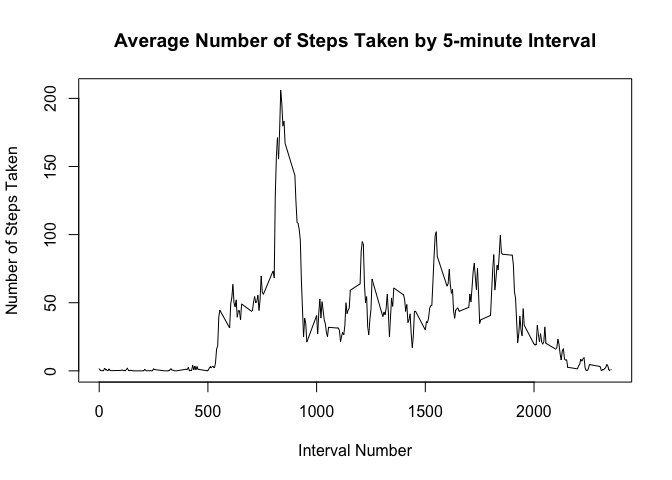 Average Number of Steps Taken by 5-minute Interval
Number of Steps Taken
200
150
100
50
0
0 500 1000 1500 2000
Interval Number